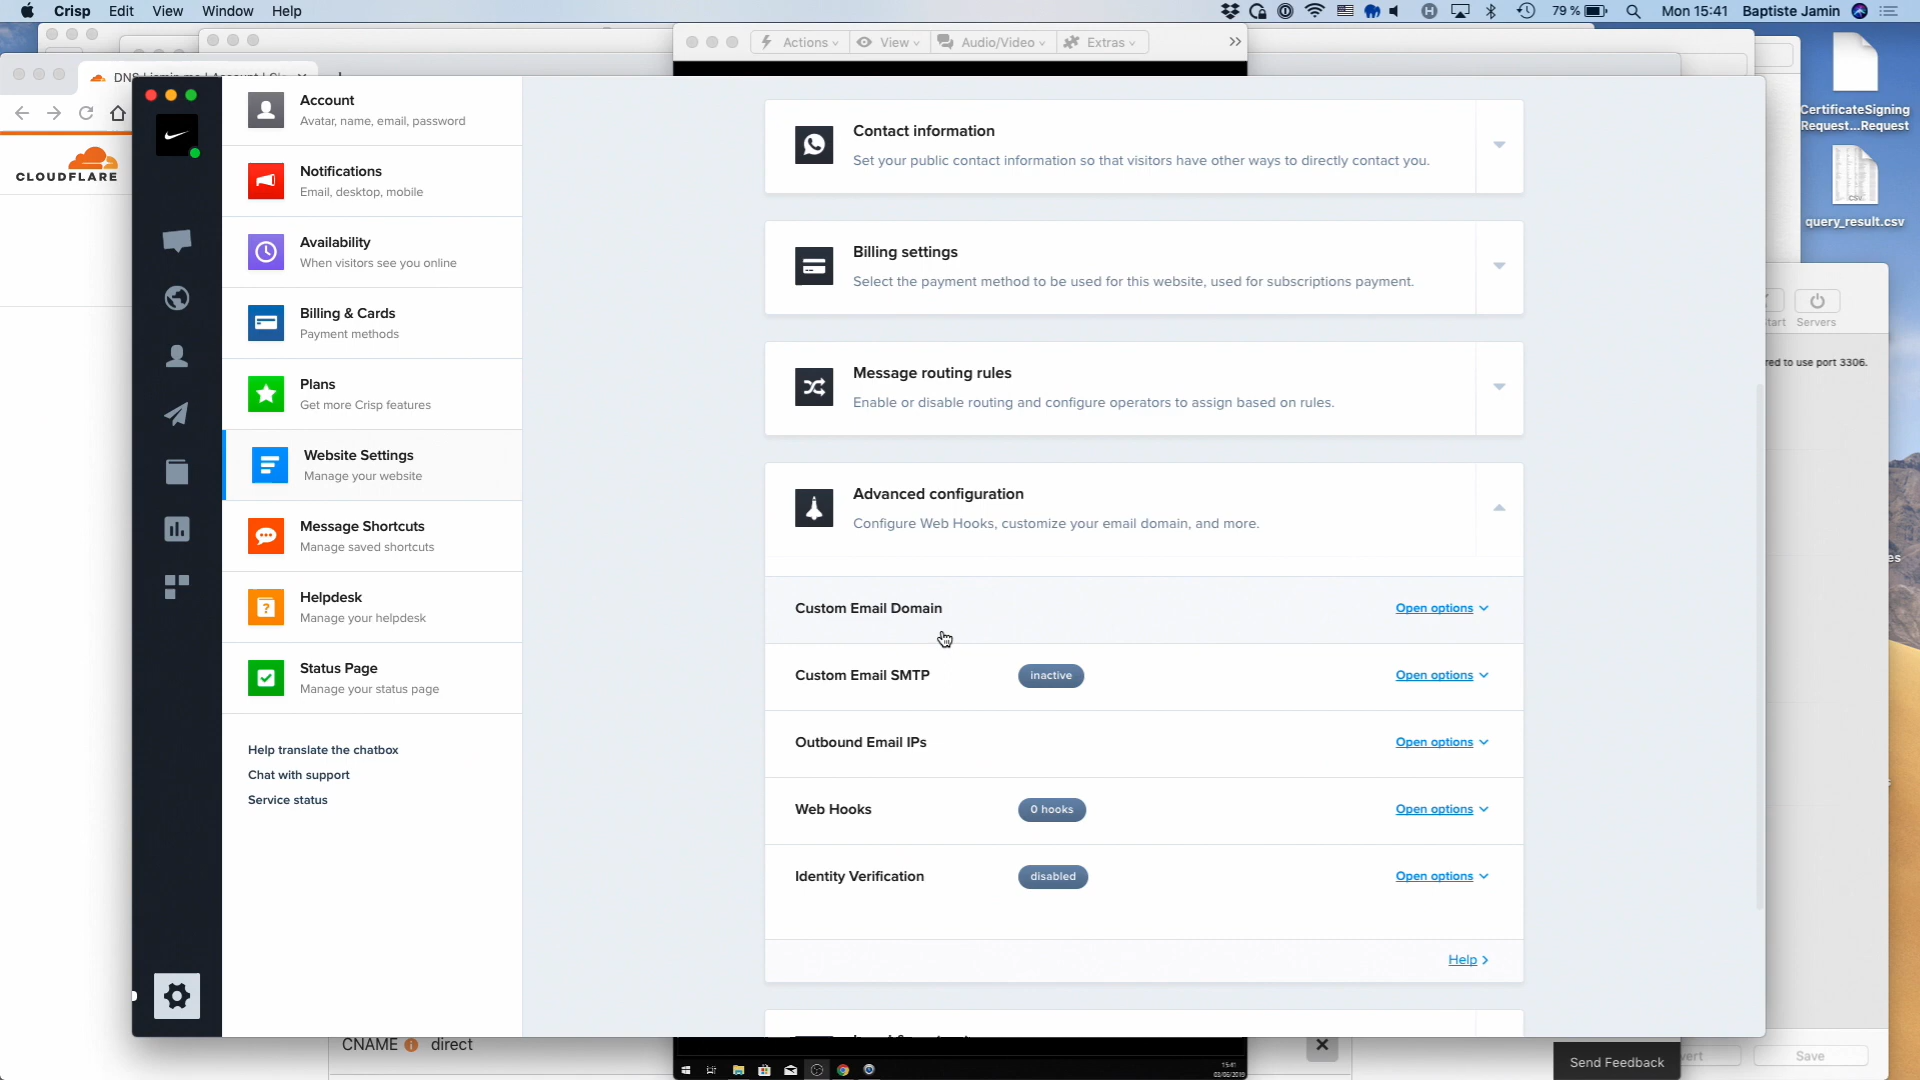 Crisp Edit View Window Help
79 % Mon 15:41 Baptiste Jamin
Actions View Audio/Video Extras
CLOUDFLARE
CertificateSigning
Request...Request
CSV
query_result.csv
Servers
red to use port 3306.
Account
Avatar, name, email, password
Notifications
Email, desktop, mobile
Availability
When visitors see you online
Billing & Cards
Payment methods
Plans
Get more Crisp features
Website Settings
Manage your website
Message Shortcuts
Manage saved shortcuts
Helpdesk
Manage your helpdesk
Status Page
Manage your status page
Help translate the chatbox
Chat with support
Service status
Contact information
Set your public contact information so that visitors have other ways to directly contact you.
Billing settings
Select the payment method to be used for this website, used for subscriptions payment.
Message routing rules
Enable or disable routing and configure operators to assign based on rules.
Advanced configuration
Configure Web Hooks, customize your email domain, and more.
Custom Email Domain Open options
Custom Email SMTP inactive Open options
Outbound Email IPs Open options
Web Hooks 0 hooks Open options
Identity Verification disabled Open options
Help
CNAME direct
15:41
03/06/2019
Send Feedback
Save